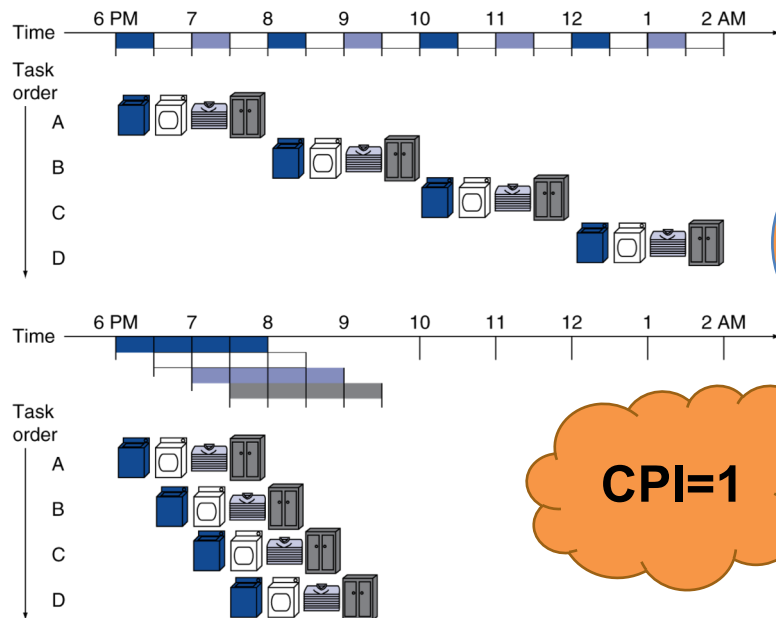 6 PM 7 8 9 10 11 12 1 2 AM
Time
Task
order
A
B
C
D
6 PM 7 8 9 10 11 12 1 2 AM
Time
Task
order
A
B
C
D
CPI=1